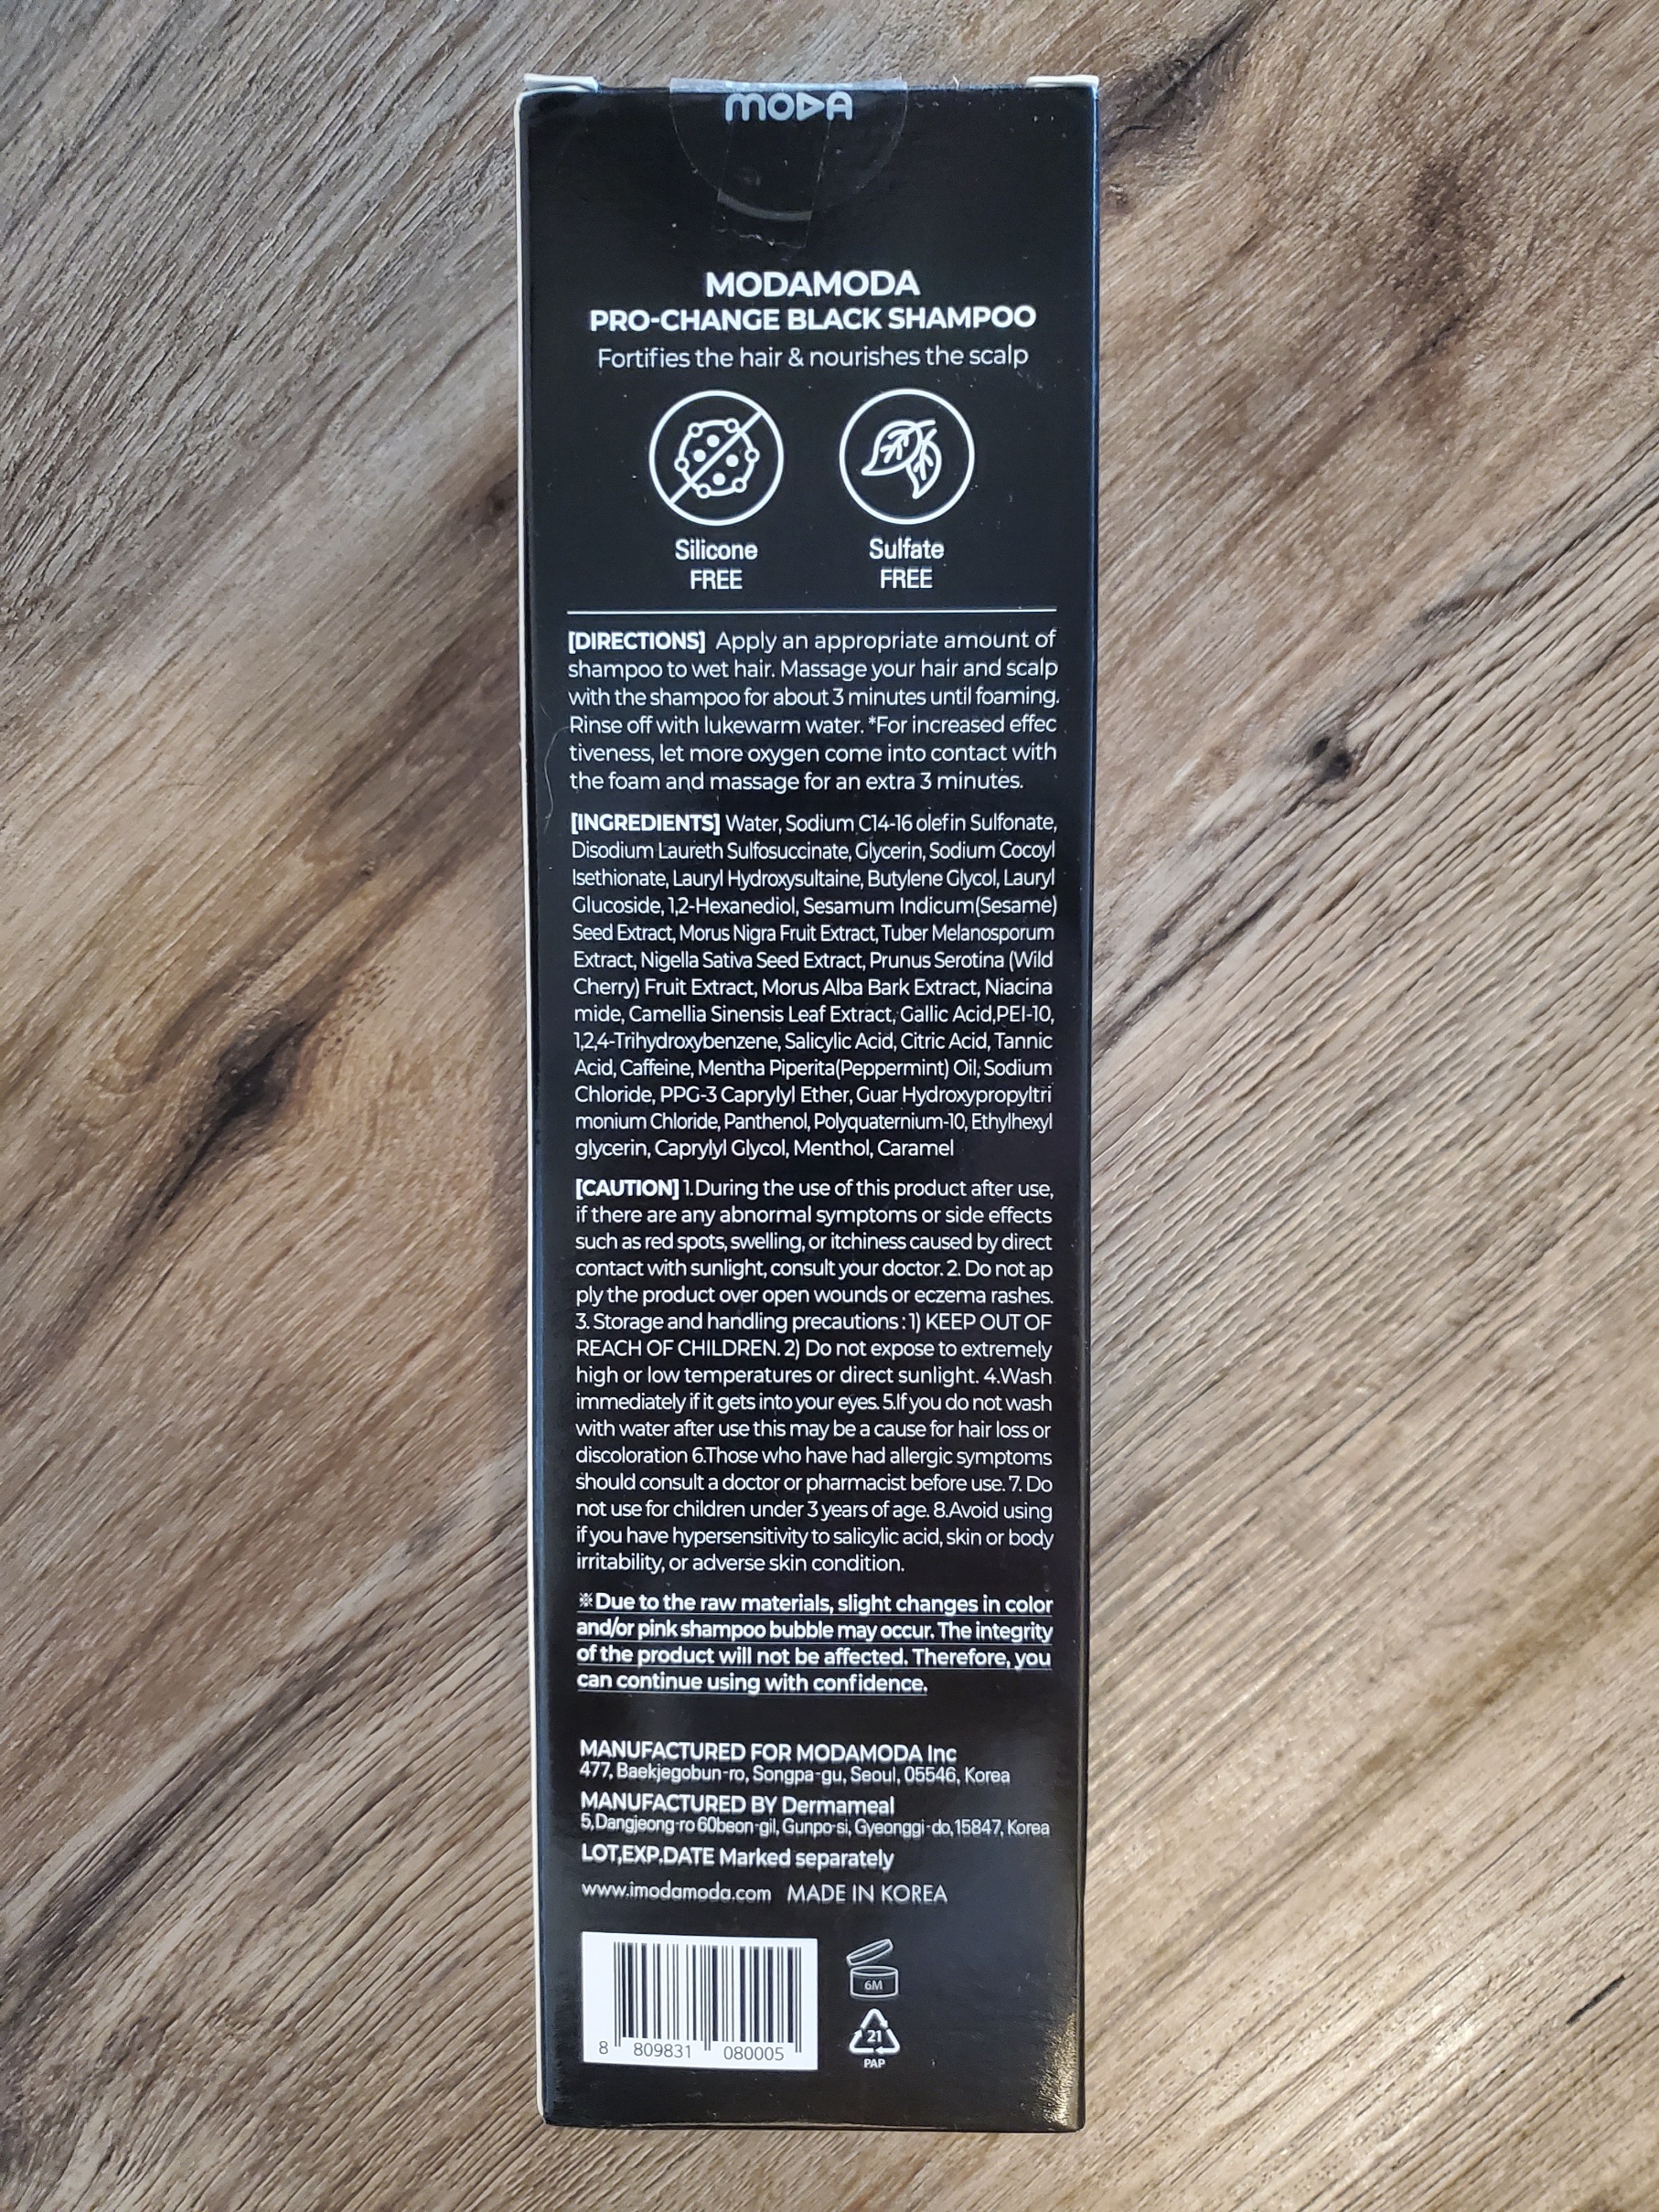 MODA
MODAMODA
PRO-CHANGE BLACK SHAMPOO
Fortifies the hair & nourishes the scalp
Silicone
FREE
Sulfate
FREE
[DIRECTIONS] Apply an appropriate amount of
shampoo to wet hair. Massage your hair and scalp
with the shampoo for about 3 minutes until foaming.
Rinse off with lukewarm water. *For increased effec
tiveness, let more oxygen come into contact with
the foam and massage for an extra 3 minutes.
[INGREDIENTS] Water, Sodium C14-16 olefin Sulfonate,
Disodium Laureth Sulfosuccinate, Glycerin, Sodium Cocoyl
Isethionate, Lauryl Hydroxysultaine, Butylene Glycol, Lauryl
Glucoside, 1,2-Hexanediol, Sesamum Indicum(Sesame)
Seed Extract, Morus Nigra Fruit Extract, Tuber Melanosporum
Extract, Nigella Sativa Seed Extract, Prunus Serotina (Wild
Cherry) Fruit Extract, Morus Alba Bark Extract, Niacina
mide, Camellia Sinensis Leaf Extract, Gallic Acid,PEI-10,
1,2,4-Trihydroxybenzene, Salicylic Acid, Citric Acid, Tannic
Acid, Caffeine, Mentha Piperita(Peppermint) Oil, Sodium
Chloride, PPG-3 Caprylyl Ether, Guar Hydroxypropyltri
monium Chloride, Panthenol, Polyquaternium-10, Ethylhexyl
glycerin, Caprylyl Glycol, Menthol, Caramel
[CAUTION] 1.During the use of this product after use,
if there are any abnormal symptoms or side effects
such as red spots, swelling, or itchiness caused by direct
contact with sunlight, consult your doctor. 2. Do not ap
ply the product over open wounds or eczema rashes.
3. Storage and handling precautions : 1) KEEP OUT OF
REACH OF CHILDREN. 2) Do not expose to extremely
high or low temperatures or direct sunlight. 4.Wash
immediately if it gets into your eyes. 5.If you do not wash
with water after use this may be a cause for hair loss or
discoloration 6.Those who have had allergic symptoms
should consult a doctor or pharmacist before use. 7. Do
not use for children under 3 years of age. 8.Avoid using
if you have hypersensitivity to salicylic acid, skin or body
irritability, or adverse skin condition.
※Due to the raw materials, slight changes in color
and/or pink shampoo bubble may occur. The integrity
of the product will not be affected. Therefore, you
can continue using with confidence.
MANUFACTURED FOR MODAMODA Inc
477, Baekjegobun-ro, Songpa-gu, Seoul, 05546, Korea
MANUFACTURED BY Dermameal
5,Dangjeong-ro 60beon-gil, Gunpo-si, Gyeonggi-do,15847, Korea
LOT,EXP.DATE Marked separately
www.imodamoda.com MADE IN KOREA
6M
21
PAP
8 809831 080005